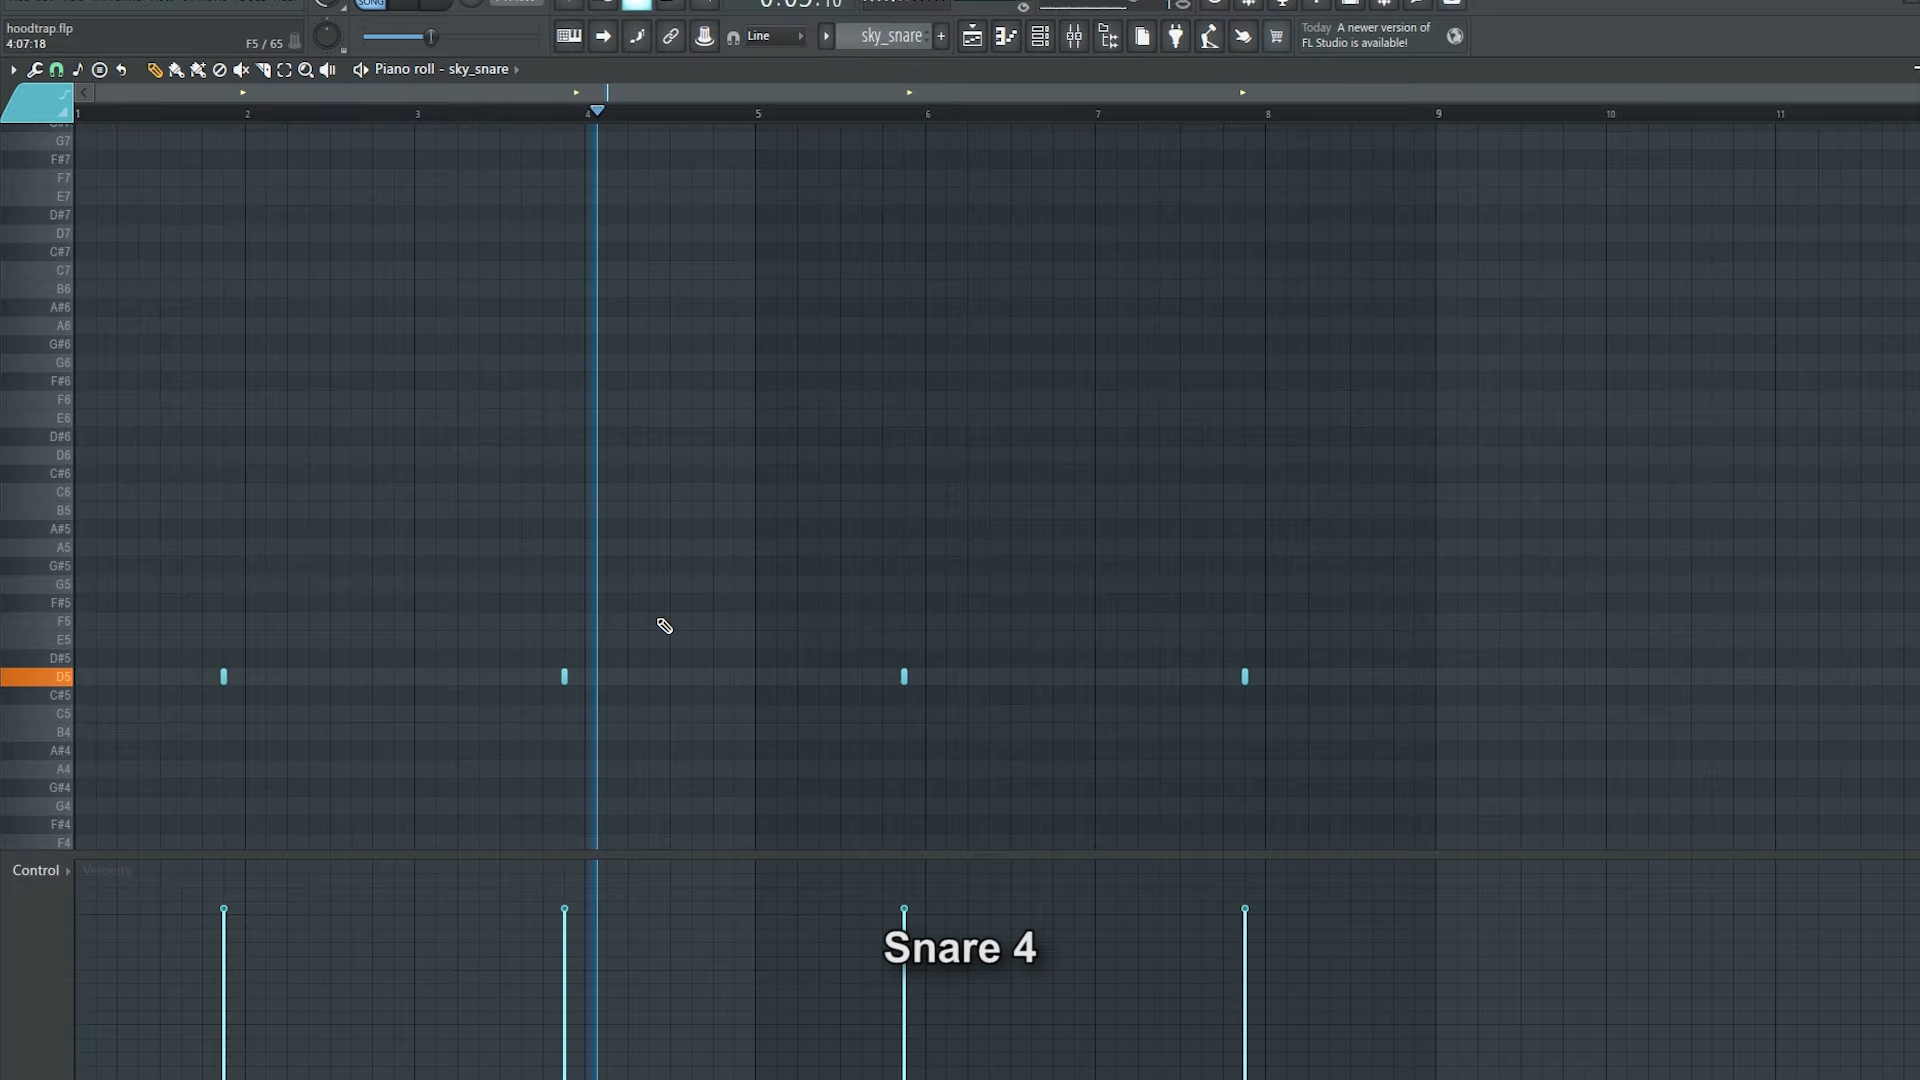 SONG
hoodtrap.flp
4:07:18
F5 / 65
Line
sky_snare
Today A newer version of
FL Studio is available!
Piano roll - sky_snare
1 2 3 4 5 6 7 8 9 10 11
G7
F#7
F7
E7
D#7
D7
C#7
C7
B6
A#6
A6
G#6
G6
F#6
F6
E6
D#6
D6
C#6
C6
B5
A#5
A5
G#5
G5
F#5
F5
E5
D#5
D5
C#5
C5
B4
A#4
A4
G#4
G4
F#4
F4
Control
Velocity
Snare 4